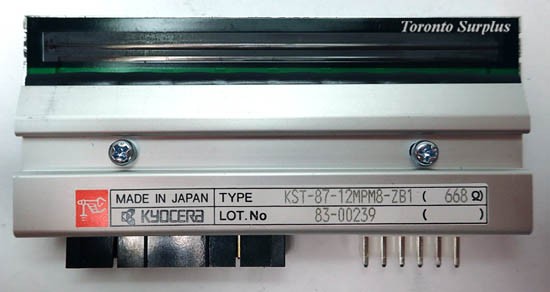 Toronto Surplus
MADE IN JAPAN TYPE KST-87-12MPM8-ZB1 ( 668 Ω)
KYOCERA LOT.No 83-00239 ( )